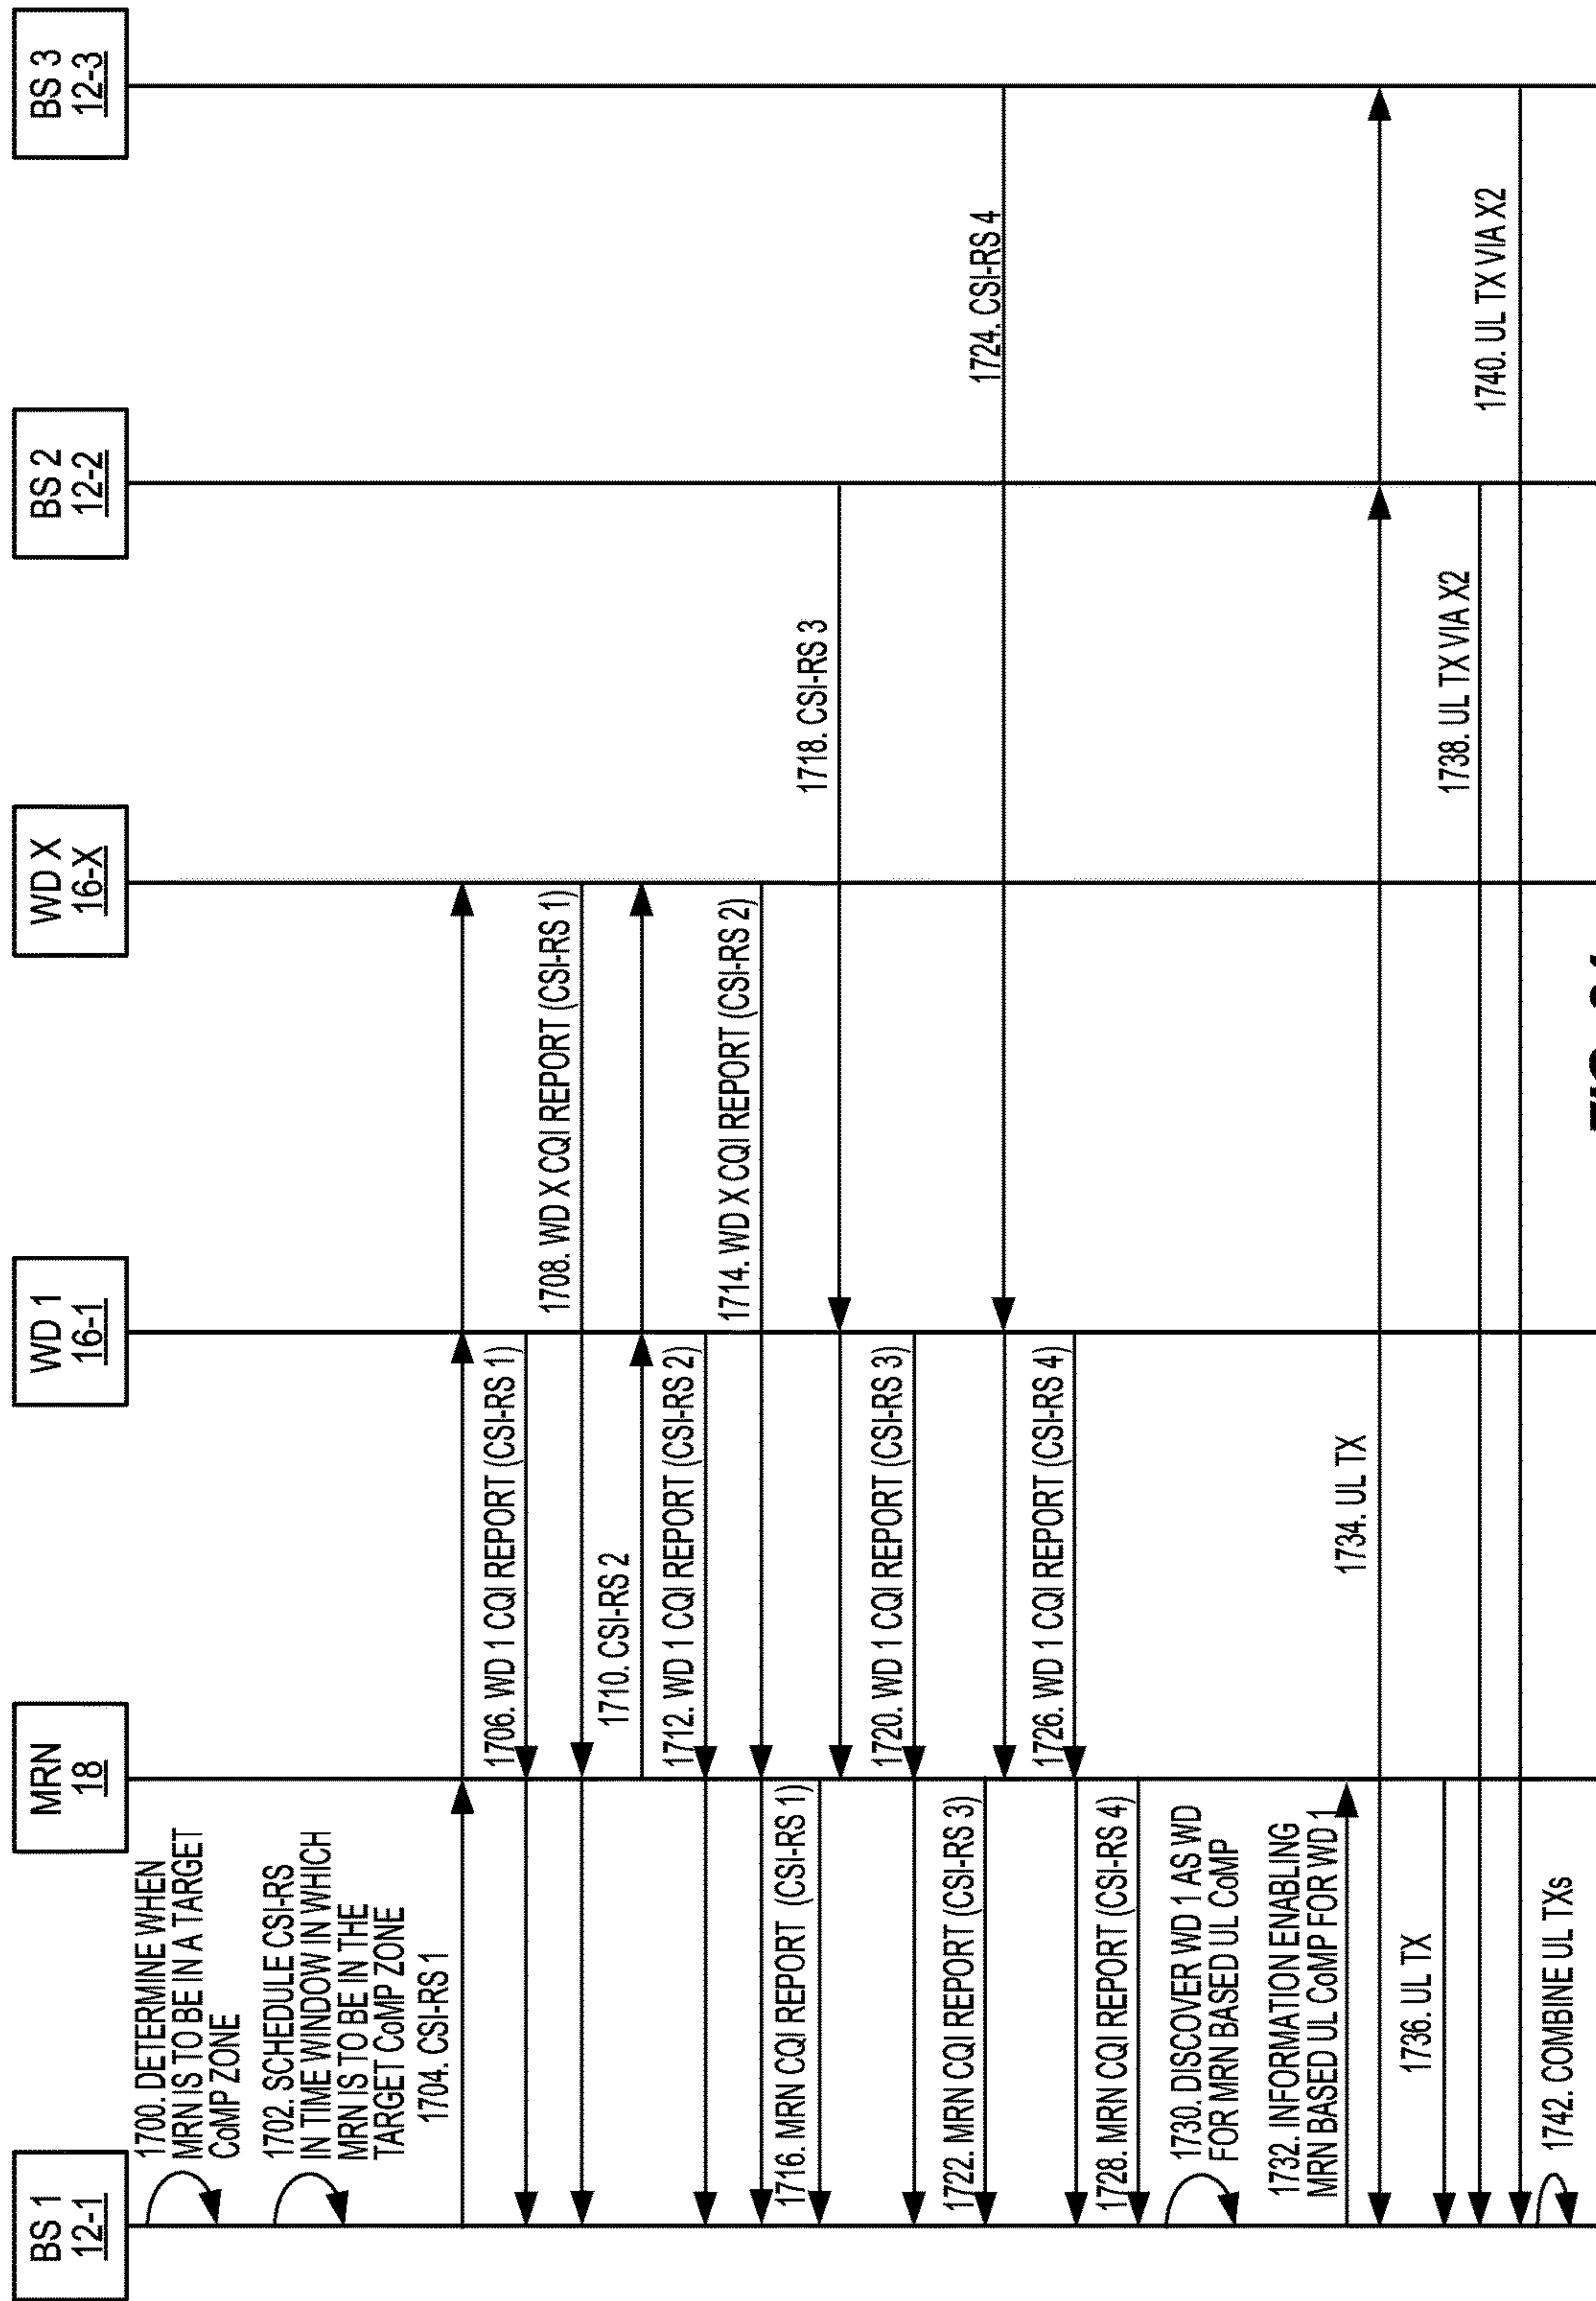 BS 1
12-1
MRN
18
WD 1
16-1
WD X
16-X
BS 2
12-2
BS 3
12-3
1700. DETERMINE WHEN
MRN IS TO BE IN A TARGET
CoMP ZONE
1702. SCHEDULE CSI-RS
IN TIME WINDOW IN WHICH
MRN IS TO BE IN THE
TARGET CoMP ZONE
1704. CSI-RS 1
1706. WD 1 CQI REPORT (CSI-RS 1)
1708. WD X CQI REPORT (CSI-RS 1)
1710. CSI-RS 2
1712. WD 1 CQI REPORT (CSI-RS 2)
1714. WD X CQI REPORT (CSI-RS 2)
1716. MRN CQI REPORT (CSI-RS 1)
1718. CSI-RS 3
1720. WD 1 CQI REPORT (CSI-RS 3)
1722. MRN CQI REPORT (CSI-RS 3)
1724. CSI-RS 4
1726. WD 1 CQI REPORT (CSI-RS 4)
1728. MRN CQI REPORT (CSI-RS 4)
1730. DISCOVER WD 1 AS WD
FOR MRN BASED UL CoMP
1732. INFORMATION ENABLING
MRN BASED UL CoMP FOR WD 1
1734. UL TX
1736. UL TX
1738. UL TX VIA X2
1740. UL TX VIA X2
1742. COMBINE UL TXs